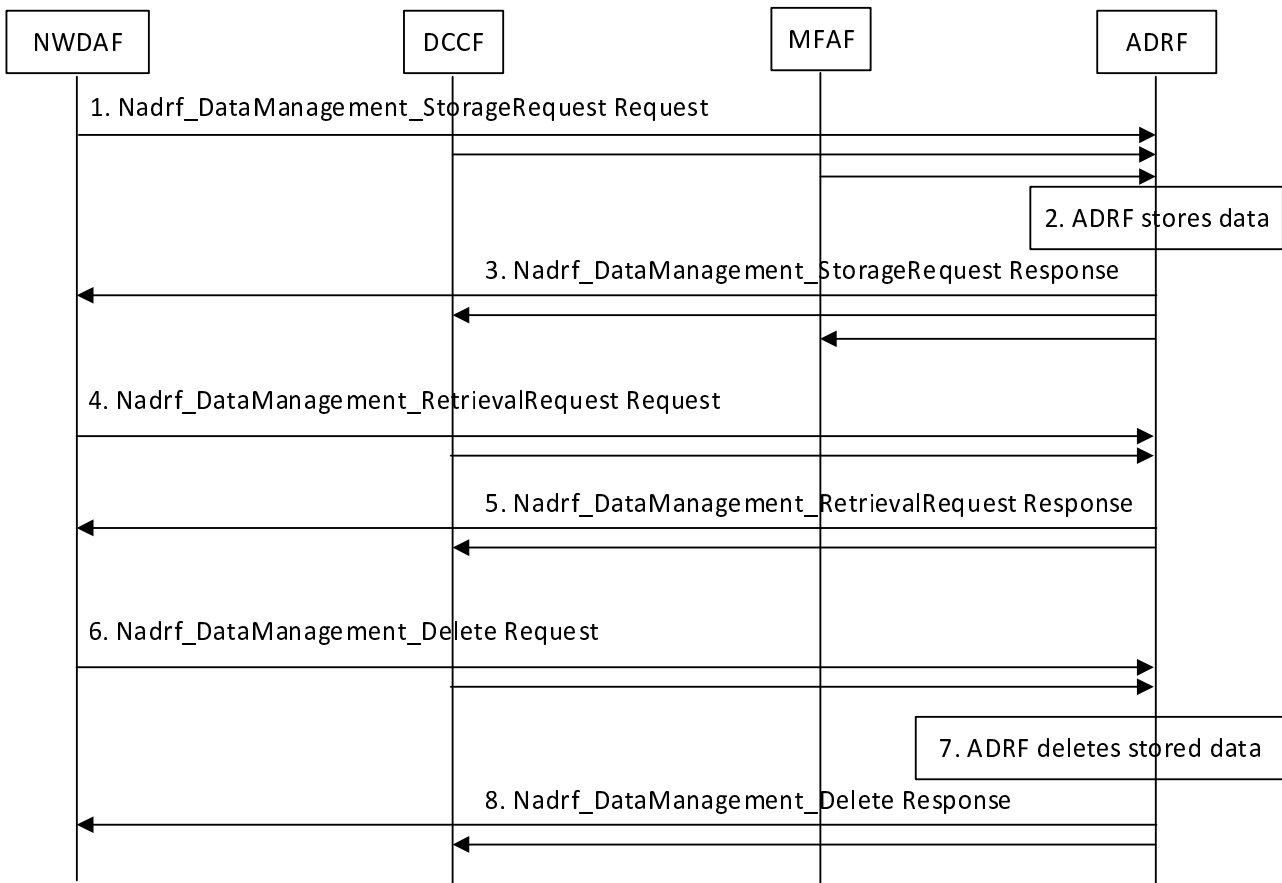 NWDAF
DCCF
MFAF
ADRF
1. Nadrf_DataManagement_StorageRequest Request
2. ADRF stores data
3. Nadrf_DataManagement_StorageRequest Response
4. Nadrf_DataManagement_RetrievalRequest Request
5. Nadrf_DataManagement_RetrievalRequest Response
6. Nadrf_DataManagement_Delete Request
7. ADRF deletes stored data
8. Nadrf_DataManagement_Delete Response